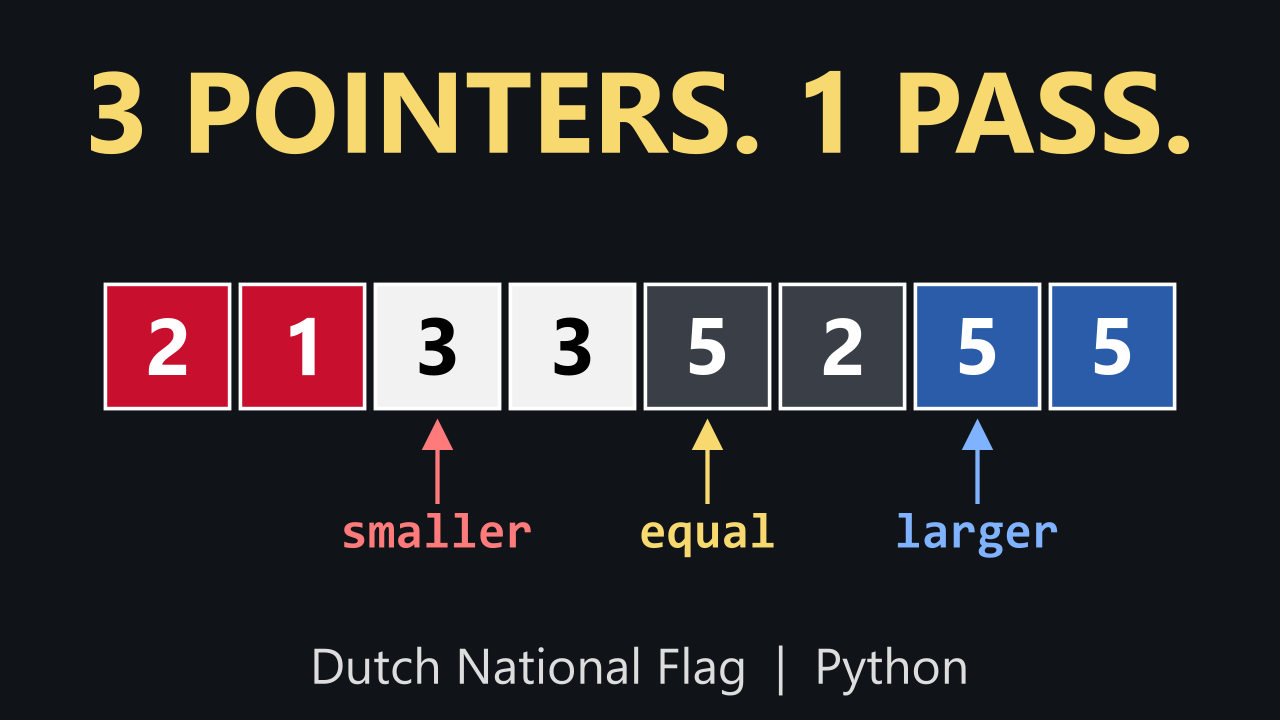 3 POINTERS. 1 PASS.
2 1 3 3 5 2 5 5
smaller equal larger
Dutch National Flag | Python